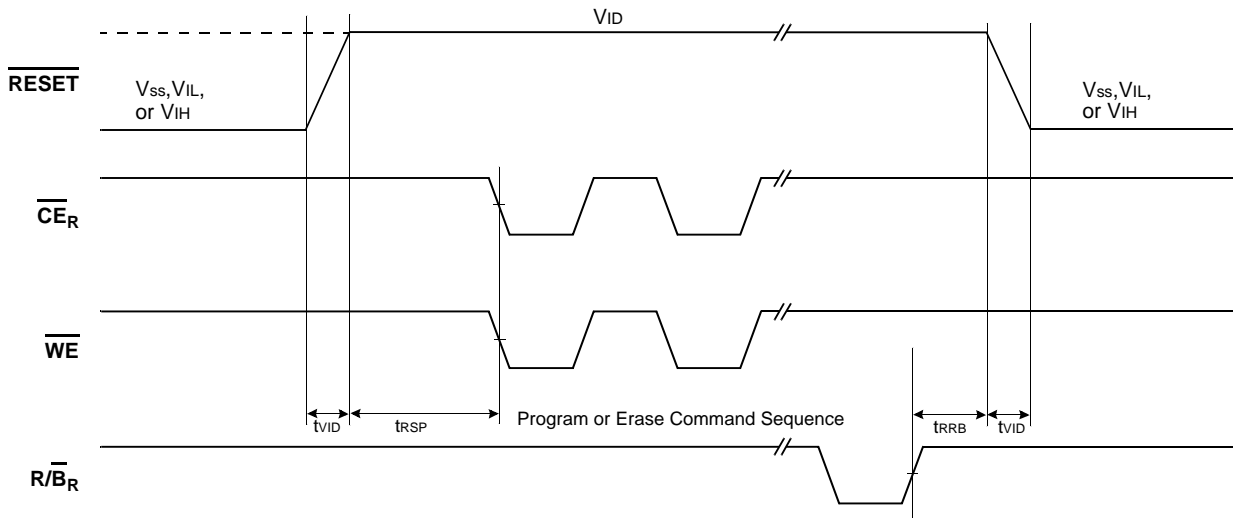 VID
RESET
Vss,VIL,
or VIH
Vss,VIL,
or VIH
CER
WE
tVID
tRSP
Program or Erase Command Sequence
tRRB
tVID
R/BR